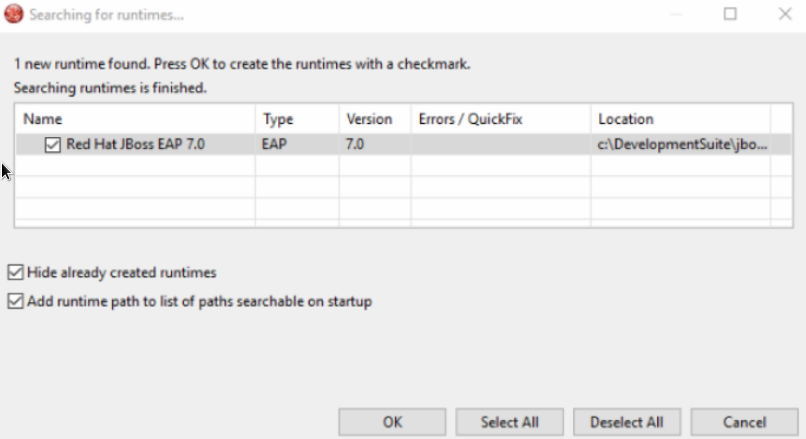 Searching for runtimes...
1 new runtime found. Press OK to create the runtimes with a checkmark.
Searching runtimes is finished.
Name Type Version Errors / QuickFix Location
Red Hat JBoss EAP 7.0 EAP 7.0 c:\DevelopmentSuite\jbo...
Hide already created runtimes
Add runtime path to list of paths searchable on startup
OK Select All Deselect All Cancel